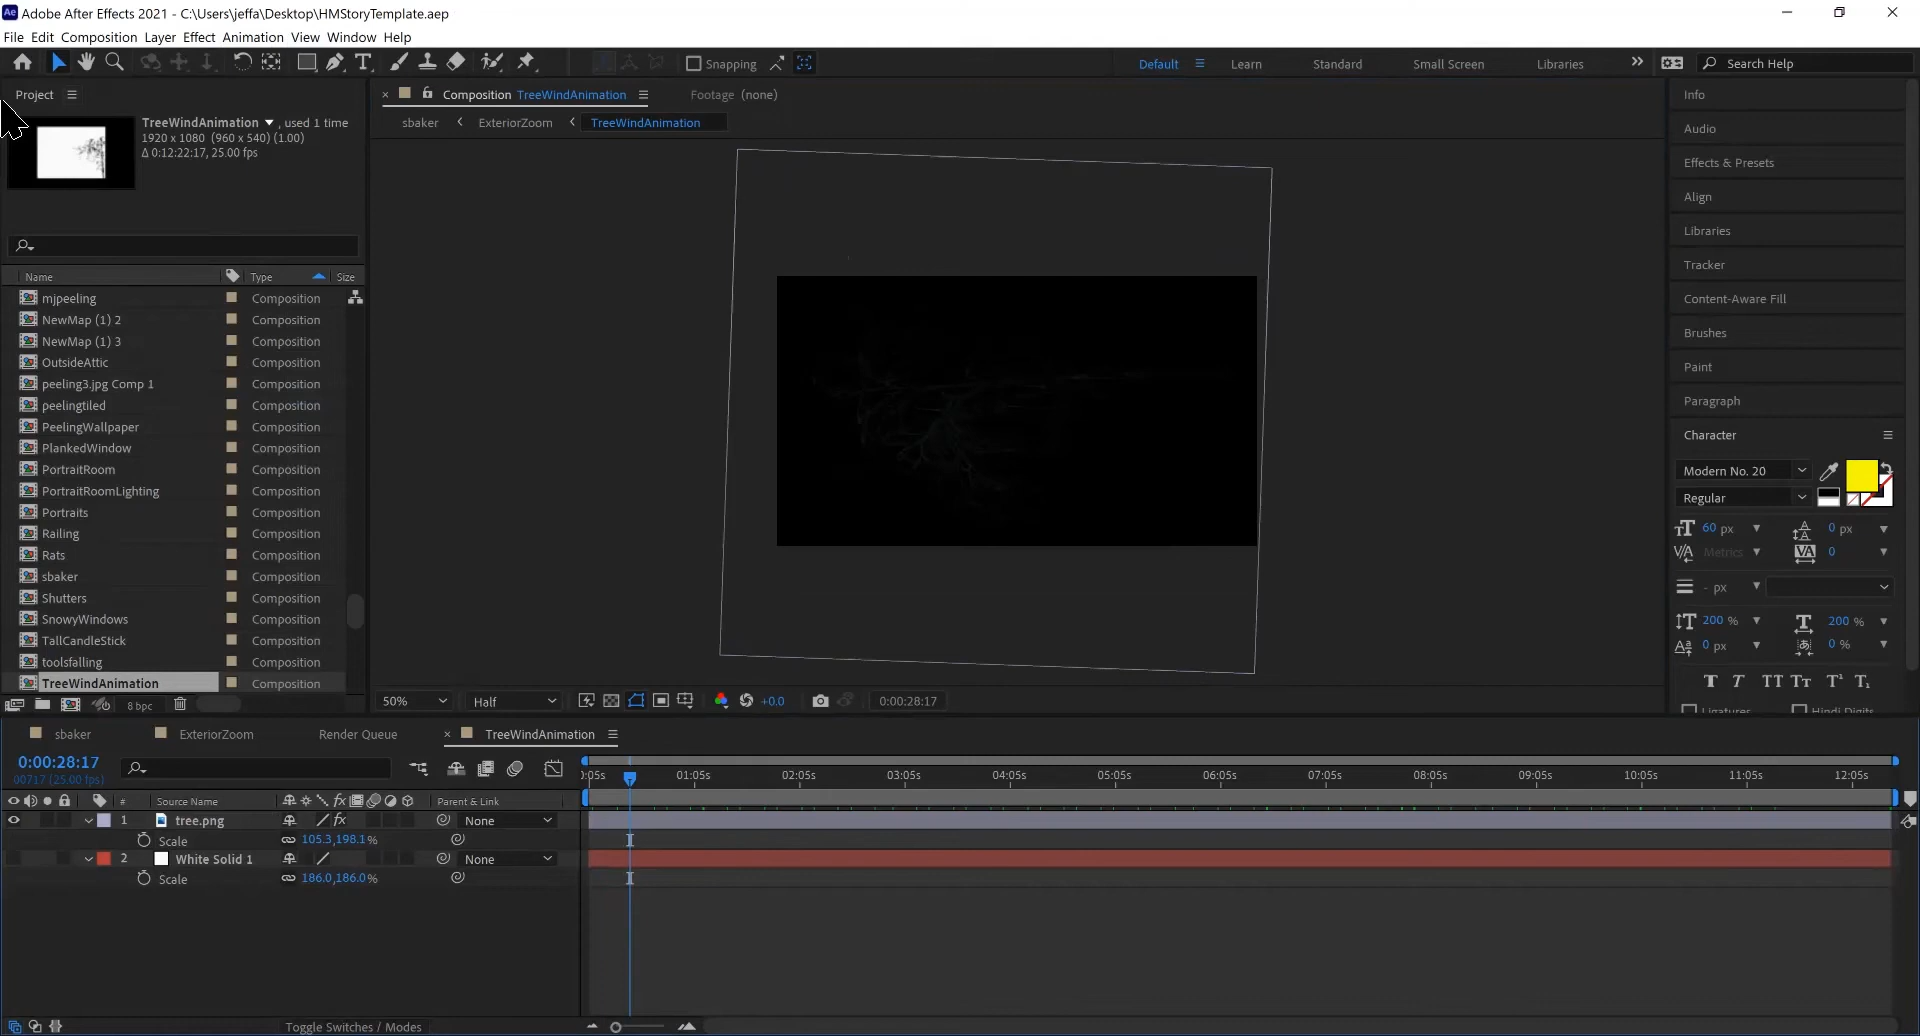 Adobe After Effects 2021 - C:\Users\jeffa\Desktop\HMStoryTemplate.aep
File Edit Composition Layer Effect Animation View Window Help
Snapping
Default Learn Standard Small Screen Libraries Search Help
Project
TreeWindAnimation , used 1 time
1920 x 1080 (960 x 540) (1.00)
Δ 0:12:22:17, 25.00 fps
Name Type Size
mjpeeling Composition
NewMap (1) 2 Composition
NewMap (1) 3 Composition
OutsideAttic Composition
peeling3.jpg Comp 1 Composition
peelingtiled Composition
PeelingWallpaper Composition
PlankedWindow Composition
PortraitRoom Composition
PortraitRoomLighting Composition
Portraits Composition
Railing Composition
Rats Composition
sbaker Composition
Shutters Composition
SnowyWindows Composition
TallCandleStick Composition
toolsfalling Composition
TreeWindAnimation Composition
8 bpc
Composition TreeWindAnimation Footage (none)
sbaker ExteriorZoom TreeWindAnimation
50% Half +0.0 0:00:28:17
Info
Audio
Effects & Presets
Align
Libraries
Tracker
Content-Aware Fill
Brushes
Paint
Paragraph
Character
Modern No. 20
Regular
60 px 0 px
Metrics 0
- px
200 % 200 %
0 px 0 %
T T TT Tt T¹ T₁
Ligatures Hindi Digits
sbaker ExteriorZoom Render Queue TreeWindAnimation
0:00:28:17
00717 (25.00 fps)
# Source Name Parent & Link
1 tree.png None
Scale 105.3,198.1%
2 White Solid 1 None
Scale 186.0,186.0%
Toggle Switches / Modes
0:05s 01:05s 02:05s 03:05s 04:05s 05:05s 06:05s 07:05s 08:05s 09:05s 10:05s 11:05s 12:05s